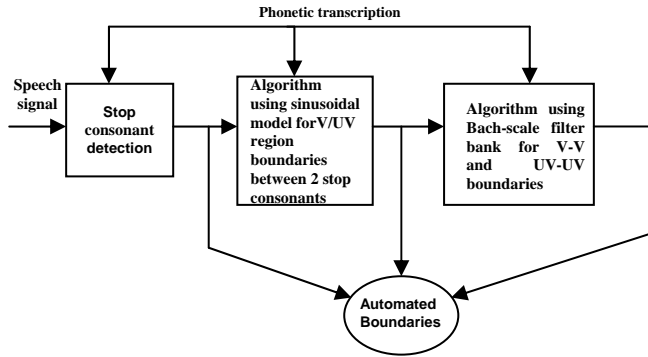 Phonetic transcription
Speech
signal
Stop
consonant
detection
Algorithm
using sinusoidal
model forV/UV
region
boundaries
between 2 stop
consonants
Algorithm using
Bach-scale filter
bank for V-V
and UV-UV
boundaries
Automated
Boundaries